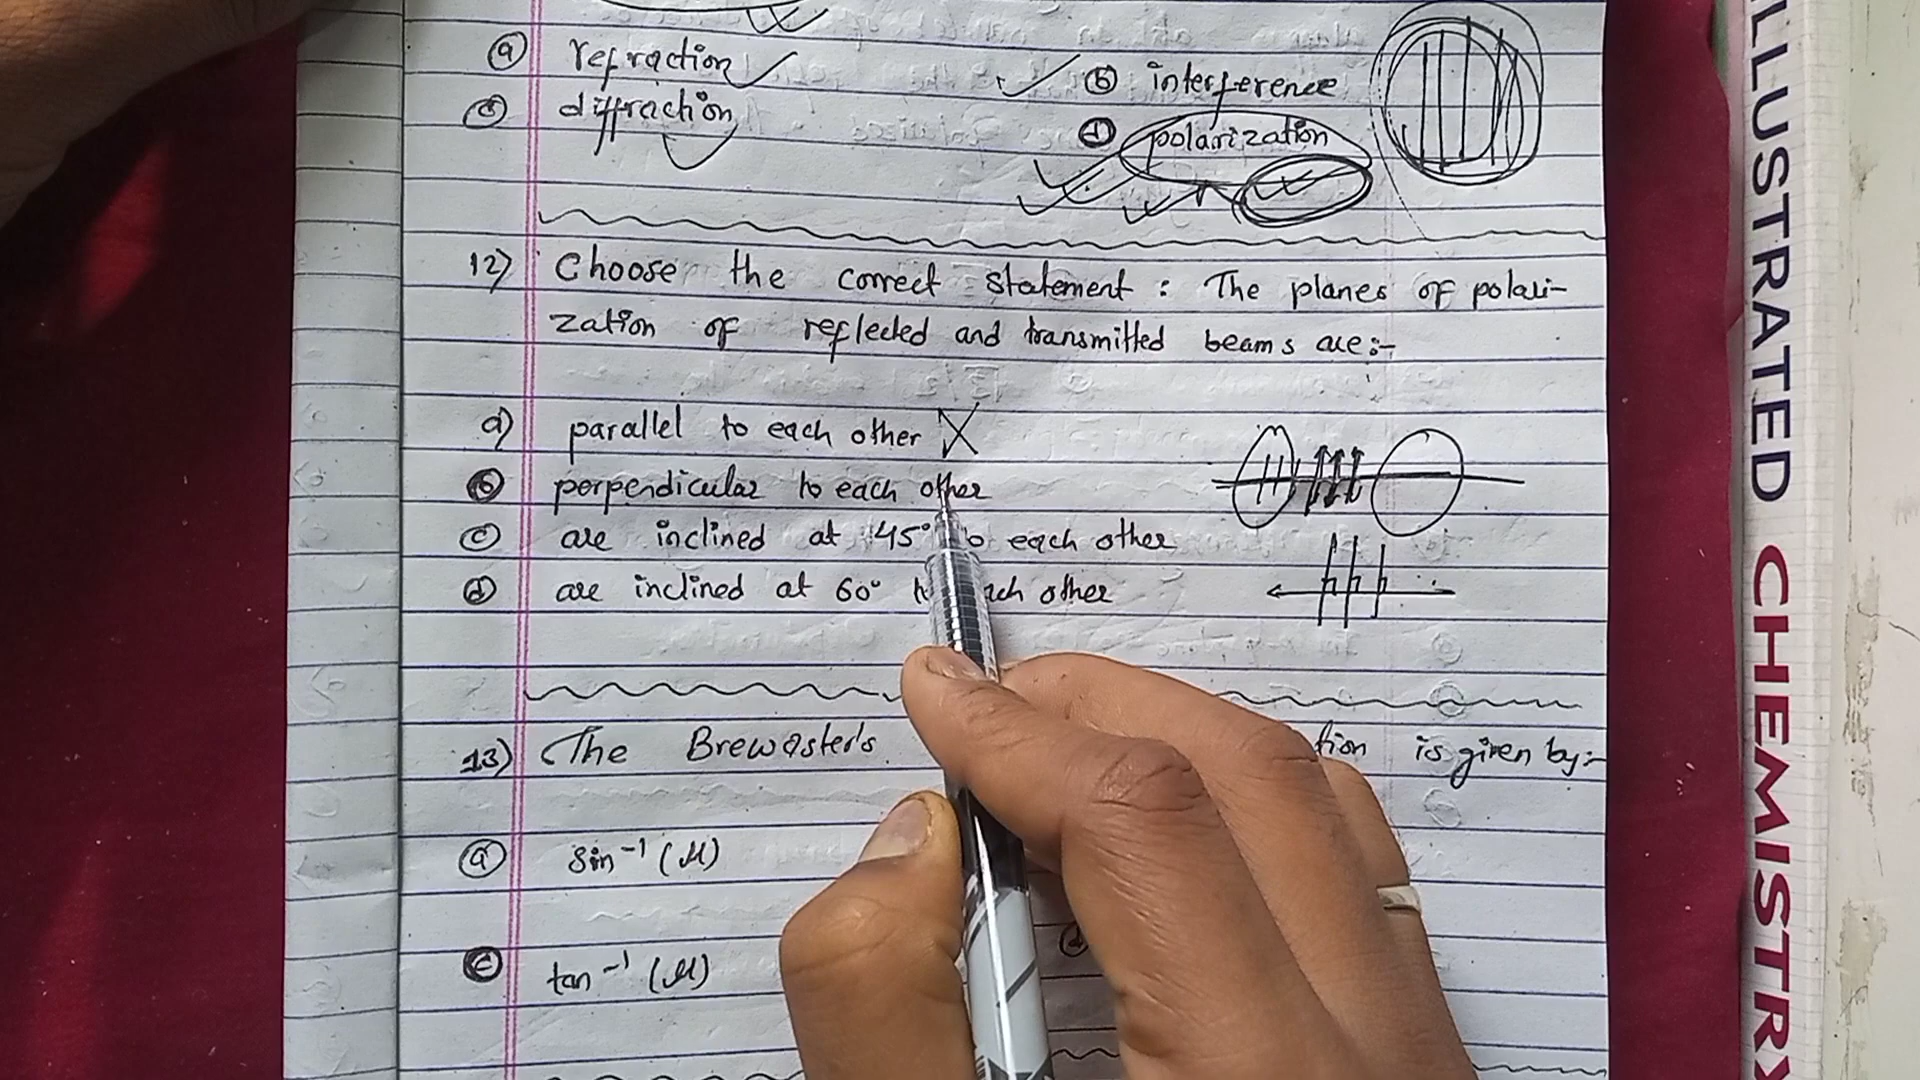 ⓐ refraction ⓑ interference
ⓒ diffraction ⓓ polarization
12) Choose the correct statement : The planes of polari-
zation of reflected and transmitted beams are:-
a) parallel to each other
ⓑ perpendicular to each other
ⓒ are inclined at 45° to each other
ⓓ are inclined at 60° each other
13) The Brewster's is given by:-
ⓐ sin⁻¹ (μ)
ⓒ tan⁻¹ (μ)
ILLUSTRATED CHEMISTRY